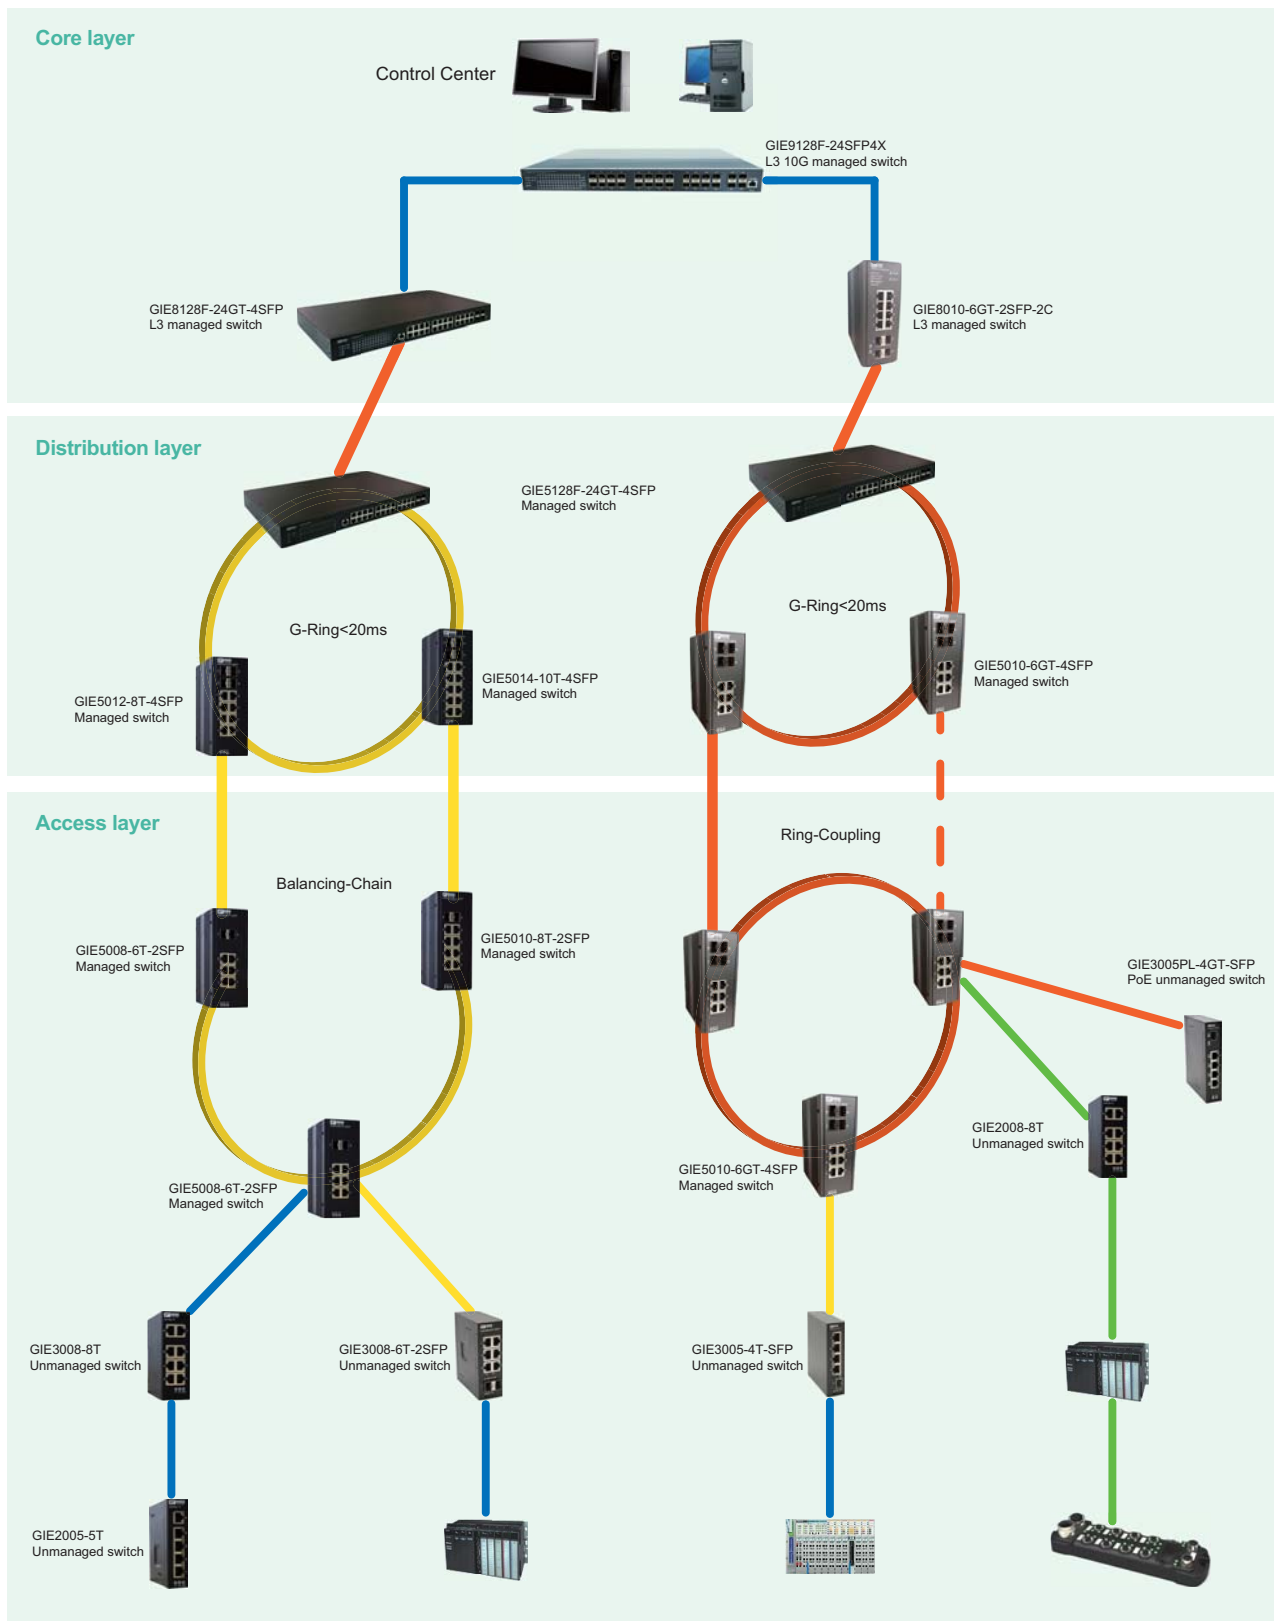 Core layer
Control Center
GIE9128F-24SFP4X
L3 10G managed switch
GIE8128F-24GT-4SFP
L3 managed switch
GIE8010-6GT-2SFP-2C
L3 managed switch
Distribution layer
GIE5128F-24GT-4SFP
Managed switch
G-Ring<20ms
G-Ring<20ms
GIE5012-8T-4SFP
Managed switch
GIE5014-10T-4SFP
Managed switch
GIE5010-6GT-4SFP
Managed switch
Access layer
Ring-Coupling
Balancing-Chain
GIE5008-6T-2SFP
Managed switch
GIE5010-8T-2SFP
Managed switch
GIE3005PL-4GT-SFP
PoE unmanaged switch
GIE2008-8T
Unmanaged switch
GIE5008-6T-2SFP
Managed switch
GIE5010-6GT-4SFP
Managed switch
GIE3008-8T
Unmanaged switch
GIE3008-6T-2SFP
Unmanaged switch
GIE3005-4T-SFP
Unmanaged switch
GIE2005-5T
Unmanaged switch